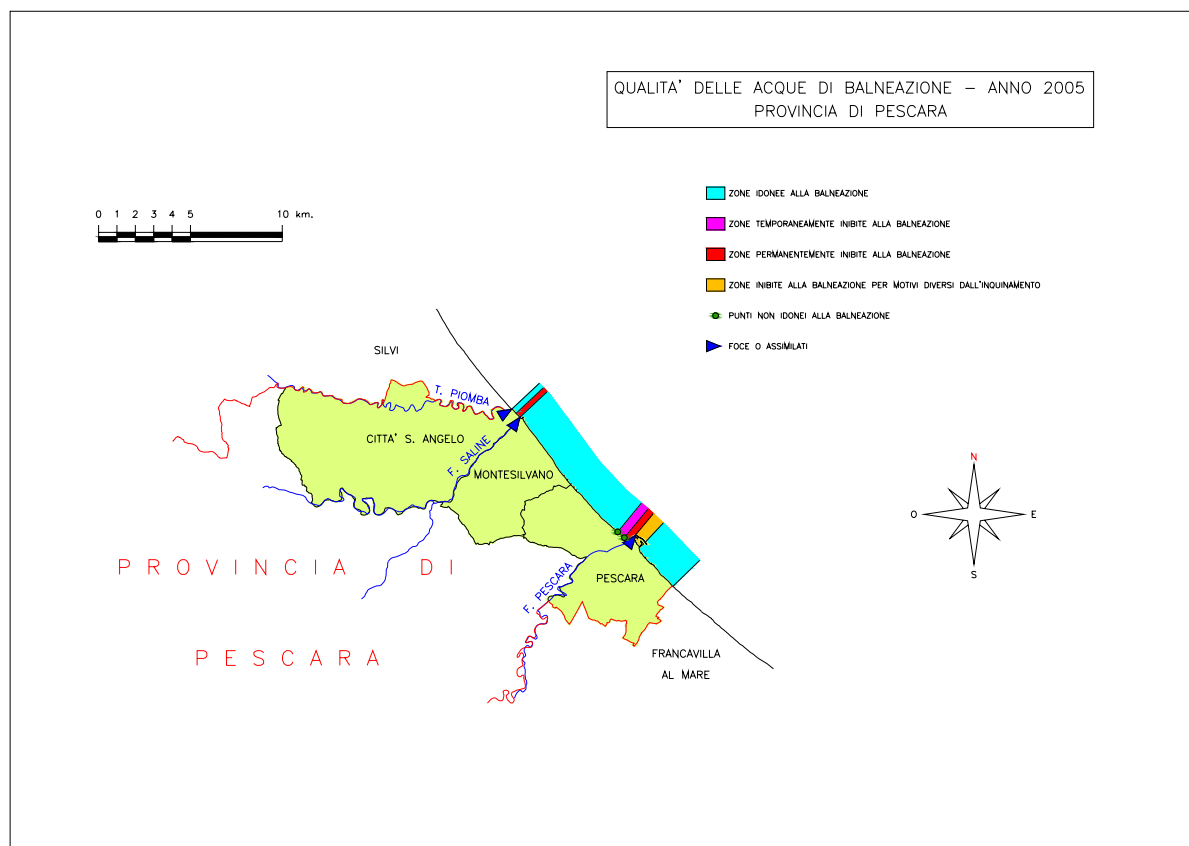 QUALITA' DELLE ACQUE DI BALNEAZIONE – ANNO 2005
PROVINCIA DI PESCARA
ZONE IDONEE ALLA BALNEAZIONE
ZONE TEMPORANEAMENTE INIBITE ALLA BALNEAZIONE
ZONE PERMANENTEMENTE INIBITE ALLA BALNEAZIONE
ZONE INIBITE ALLA BALNEAZIONE PER MOTIVI DIVERSI DALL'INQUINAMENTO
PUNTI NON IDONEI ALLA BALNEAZIONE
FOCE O ASSIMILATI
0 1 2 3 4 5 10 km.
SILVI
T. PIOMBA
CITTA' S. ANGELO
F. SALINE
MONTESILVANO
N
O E
S
PROVINCIA DI
PESCARA
F. PESCARA
PESCARA
FRANCAVILLA
AL MARE